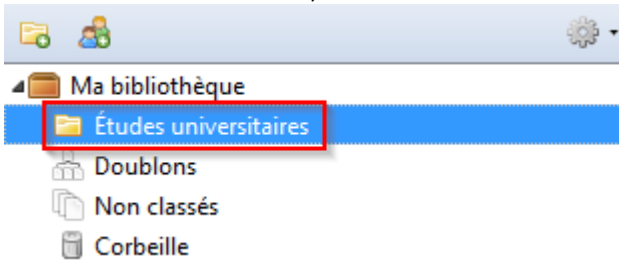 Ma bibliothèque
Études universitaires
Doublons
Non classés
Corbeille